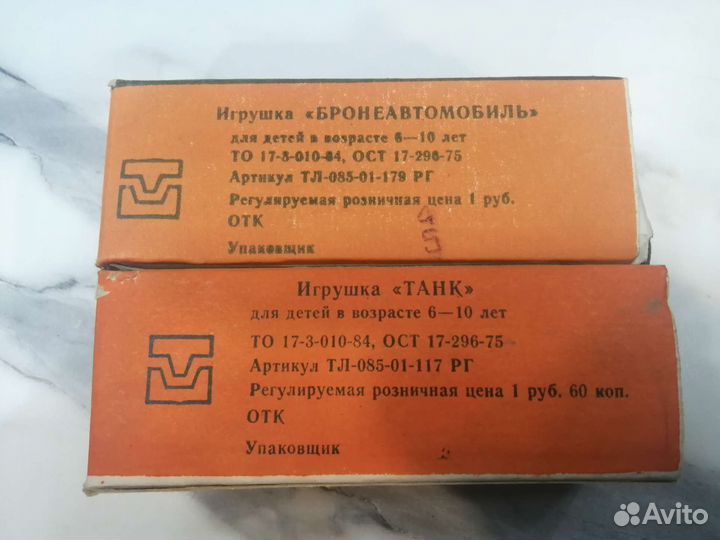 Игрушка «БРОНЕАВТОМОБИЛЬ»
для детей в возрасте 6—10 лет
ТО 17-3-010-84, ОСТ 17-296-75
Артикул ТЛ-085-01-179 РГ
Регулируемая розничная цена 1 руб.
ОТК
Упаковщик
Игрушка «ТАНК»
для детей в возрасте 6—10 лет
ТО 17-3-010-84, ОСТ 17-296-75
Артикул ТЛ-085-01-117 РГ
Регулируемая розничная цена 1 руб. 60 коп.
ОТК
Упаковщик
Avito